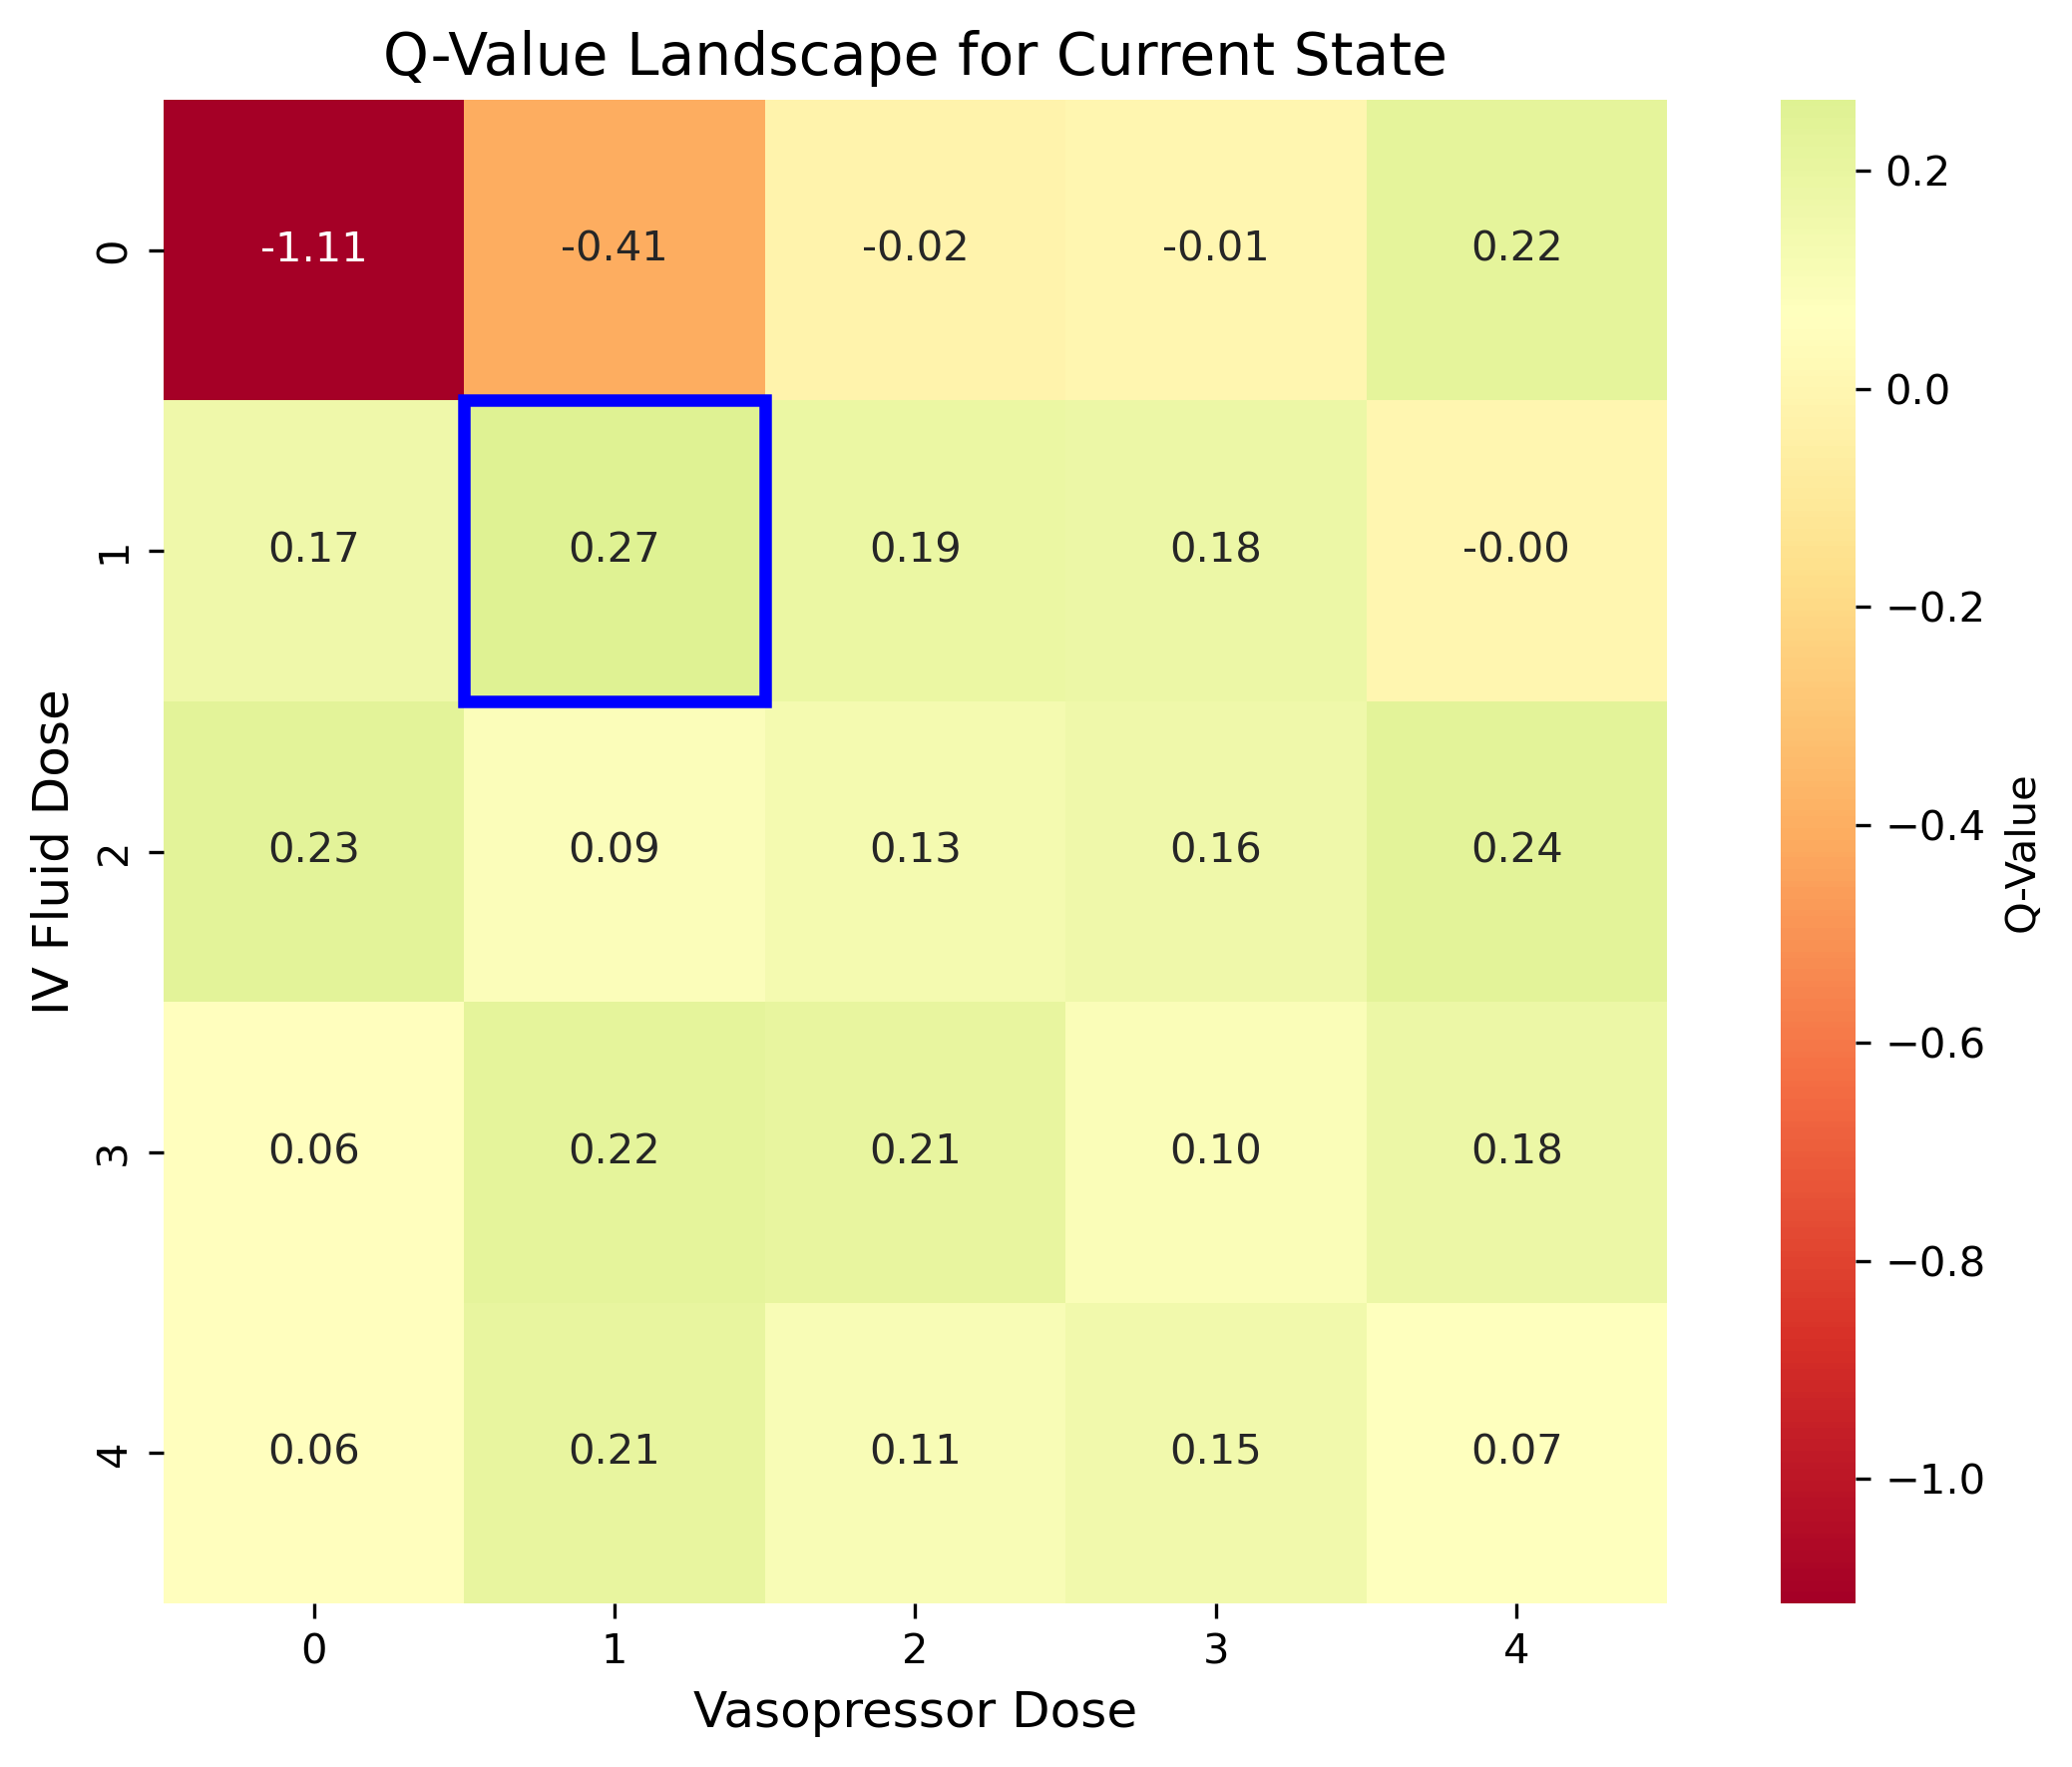 Q-Value Landscape for Current State
0 -1.11 -0.41 -0.02 -0.01 0.22
1 0.17 0.27 0.19 0.18 -0.00
2 0.23 0.09 0.13 0.16 0.24
3 0.06 0.22 0.21 0.10 0.18
4 0.06 0.21 0.11 0.15 0.07
0 1 2 3 4
IV Fluid Dose
Vasopressor Dose
0.2
0.0
−0.2
−0.4
−0.6
−0.8
−1.0
Q-Value